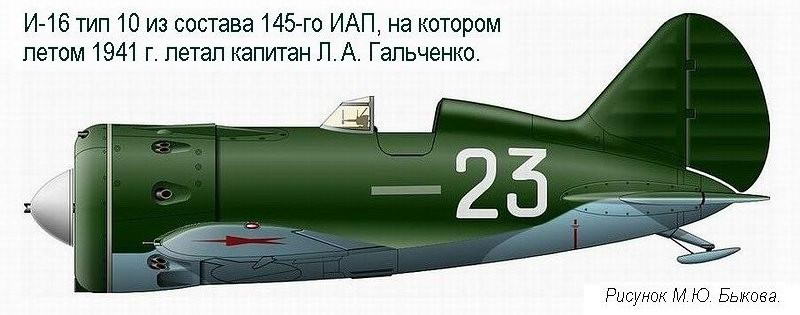 И-16 тип 10 из состава 145-го ИАП, на котором
летом 1941 г. летал капитан Л. А. Гальченко.
23
Рисунок М.Ю. Быкова.